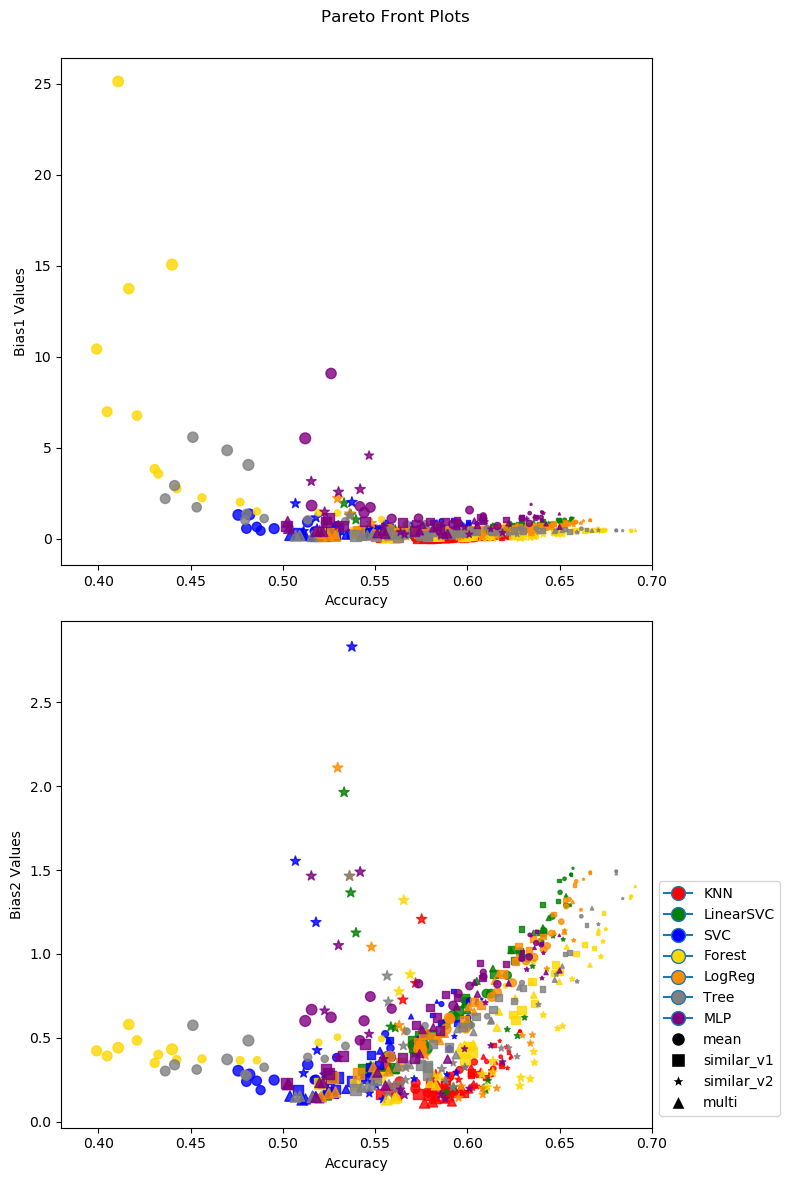 Pareto Front Plots
25
20
15
10
5
0
Bias1 Values
0.40 0.45 0.50 0.55 0.60 0.65 0.70
Accuracy
2.5
2.0
1.5
1.0
0.5
0.0
Bias2 Values
0.40 0.45 0.50 0.55 0.60 0.65 0.70
Accuracy
KNN
LinearSVC
SVC
Forest
LogReg
Tree
MLP
mean
similar_v1
similar_v2
multi